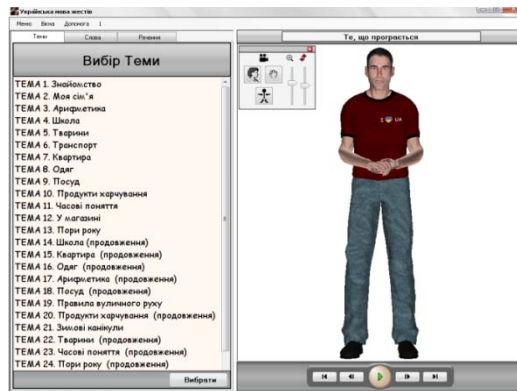 Українська мова жестів
Меню Вікна Допомога 1
Теми Слова Речення
Вибір Теми
ТЕМА 1. Знайомство
ТЕМА 2. Моя сім'я
ТЕМА 3. Арифметика
ТЕМА 4. Школа
ТЕМА 5. Тварини
ТЕМА 6. Транспорт
ТЕМА 7. Квартира
ТЕМА 8. Одяг
ТЕМА 9. Посуд
ТЕМА 10. Продукти харчування
ТЕМА 11. Часові поняття
ТЕМА 12. У магазині
ТЕМА 13. Пори року
ТЕМА 14. Школа (продовження)
ТЕМА 15. Квартира (продовження)
ТЕМА 16. Одяг (продовження)
ТЕМА 17. Арифметика (продовження)
ТЕМА 18. Посуд (продовження)
ТЕМА 19. Правила вуличного руху
ТЕМА 20. Продукти харчування (продовження)
ТЕМА 21. Зимові канікули
ТЕМА 22. Тварини (продовження)
ТЕМА 23. Часові поняття (продовження)
ТЕМА 24. Пори року (продовження)
Вибрати
Те, що програється
I UA